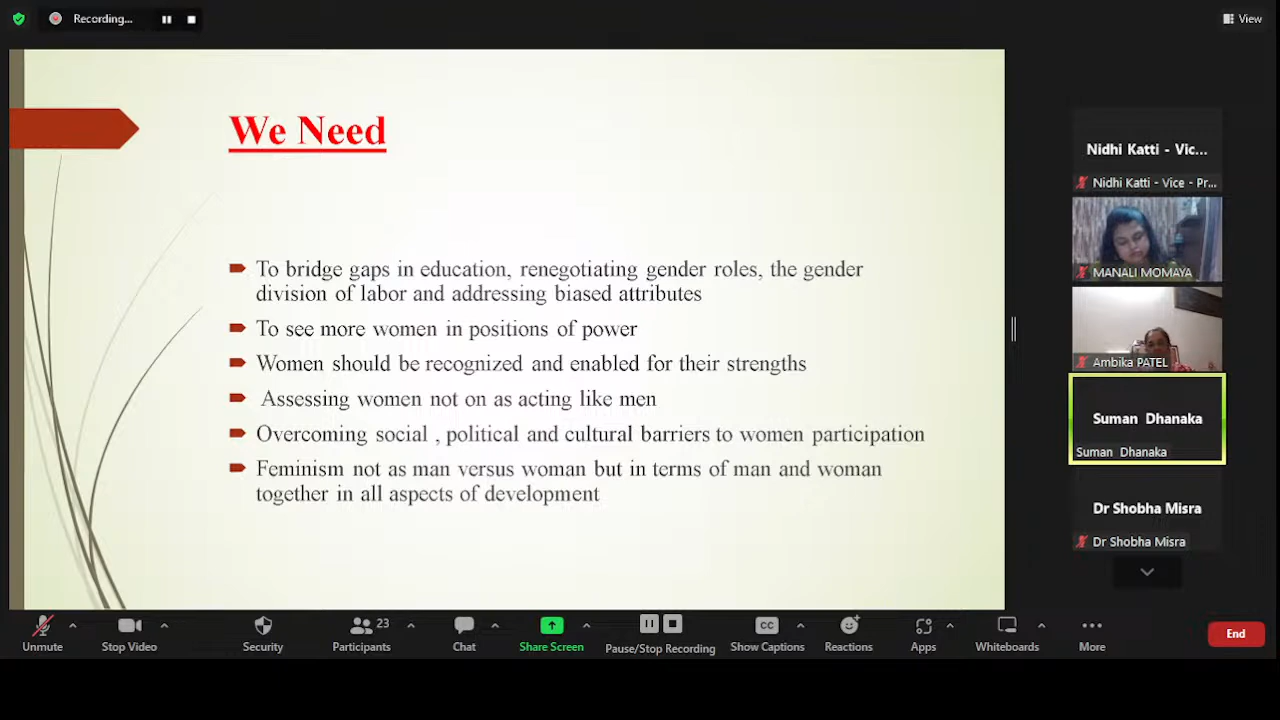 Recording...
View
We Need
To bridge gaps in education, renegotiating gender roles, the gender
division of labor and addressing biased attributes
To see more women in positions of power
Women should be recognized and enabled for their strengths
Assessing women not on as acting like men
Overcoming social , political and cultural barriers to women participation
Feminism not as man versus woman but in terms of man and woman
together in all aspects of development
Nidhi Katti - Vic...
Nidhi Katti - Vice - Pr...
MANALI MOMAYA
Ambika PATEL
Suman Dhanaka
Suman Dhanaka
Dr Shobha Misra
Dr Shobha Misra
Unmute
Stop Video
Security
23
Participants
Chat
Share Screen
Pause/Stop Recording
CC
Show Captions
Reactions
Apps
Whiteboards
More
End